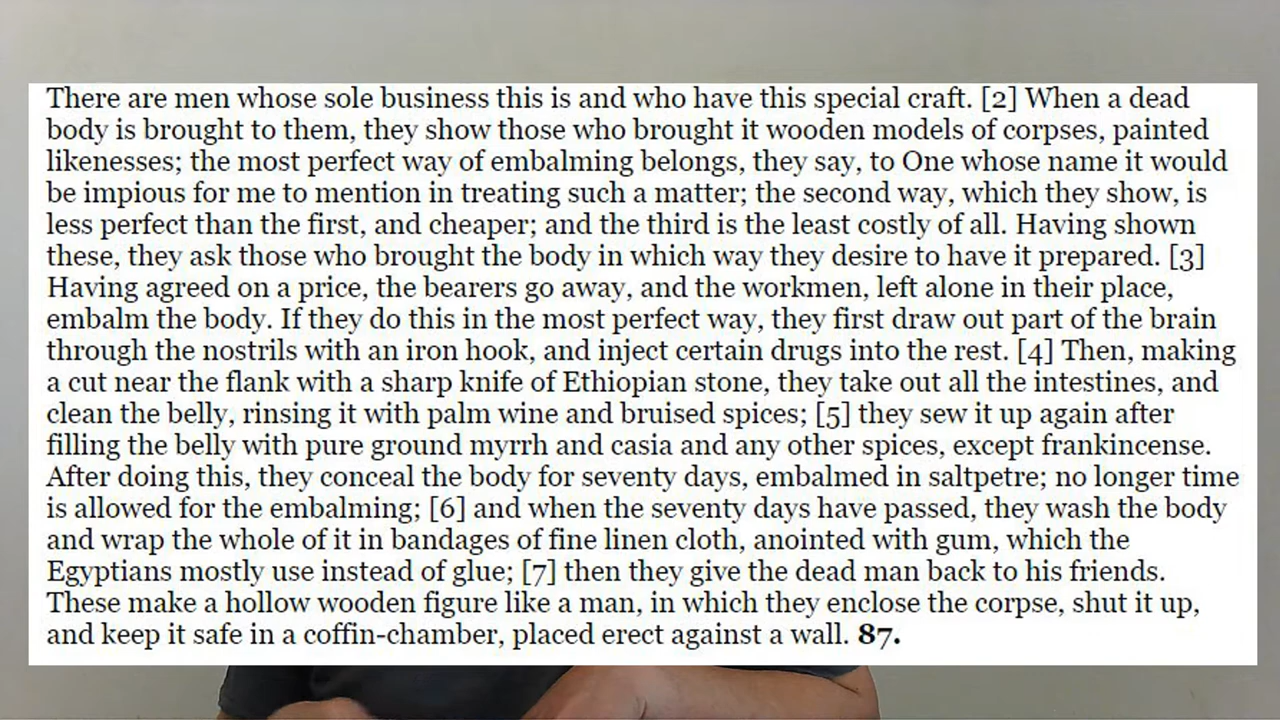 There are men whose sole business this is and who have this special craft. [2] When a dead
body is brought to them, they show those who brought it wooden models of corpses, painted
likenesses; the most perfect way of embalming belongs, they say, to One whose name it would
be impious for me to mention in treating such a matter; the second way, which they show, is
less perfect than the first, and cheaper; and the third is the least costly of all. Having shown
these, they ask those who brought the body in which way they desire to have it prepared. [3]
Having agreed on a price, the bearers go away, and the workmen, left alone in their place,
embalm the body. If they do this in the most perfect way, they first draw out part of the brain
through the nostrils with an iron hook, and inject certain drugs into the rest. [4] Then, making
a cut near the flank with a sharp knife of Ethiopian stone, they take out all the intestines, and
clean the belly, rinsing it with palm wine and bruised spices; [5] they sew it up again after
filling the belly with pure ground myrrh and casia and any other spices, except frankincense.
After doing this, they conceal the body for seventy days, embalmed in saltpetre; no longer time
is allowed for the embalming; [6] and when the seventy days have passed, they wash the body
and wrap the whole of it in bandages of fine linen cloth, anointed with gum, which the
Egyptians mostly use instead of glue; [7] then they give the dead man back to his friends.
These make a hollow wooden figure like a man, in which they enclose the corpse, shut it up,
and keep it safe in a coffin-chamber, placed erect against a wall. 87.